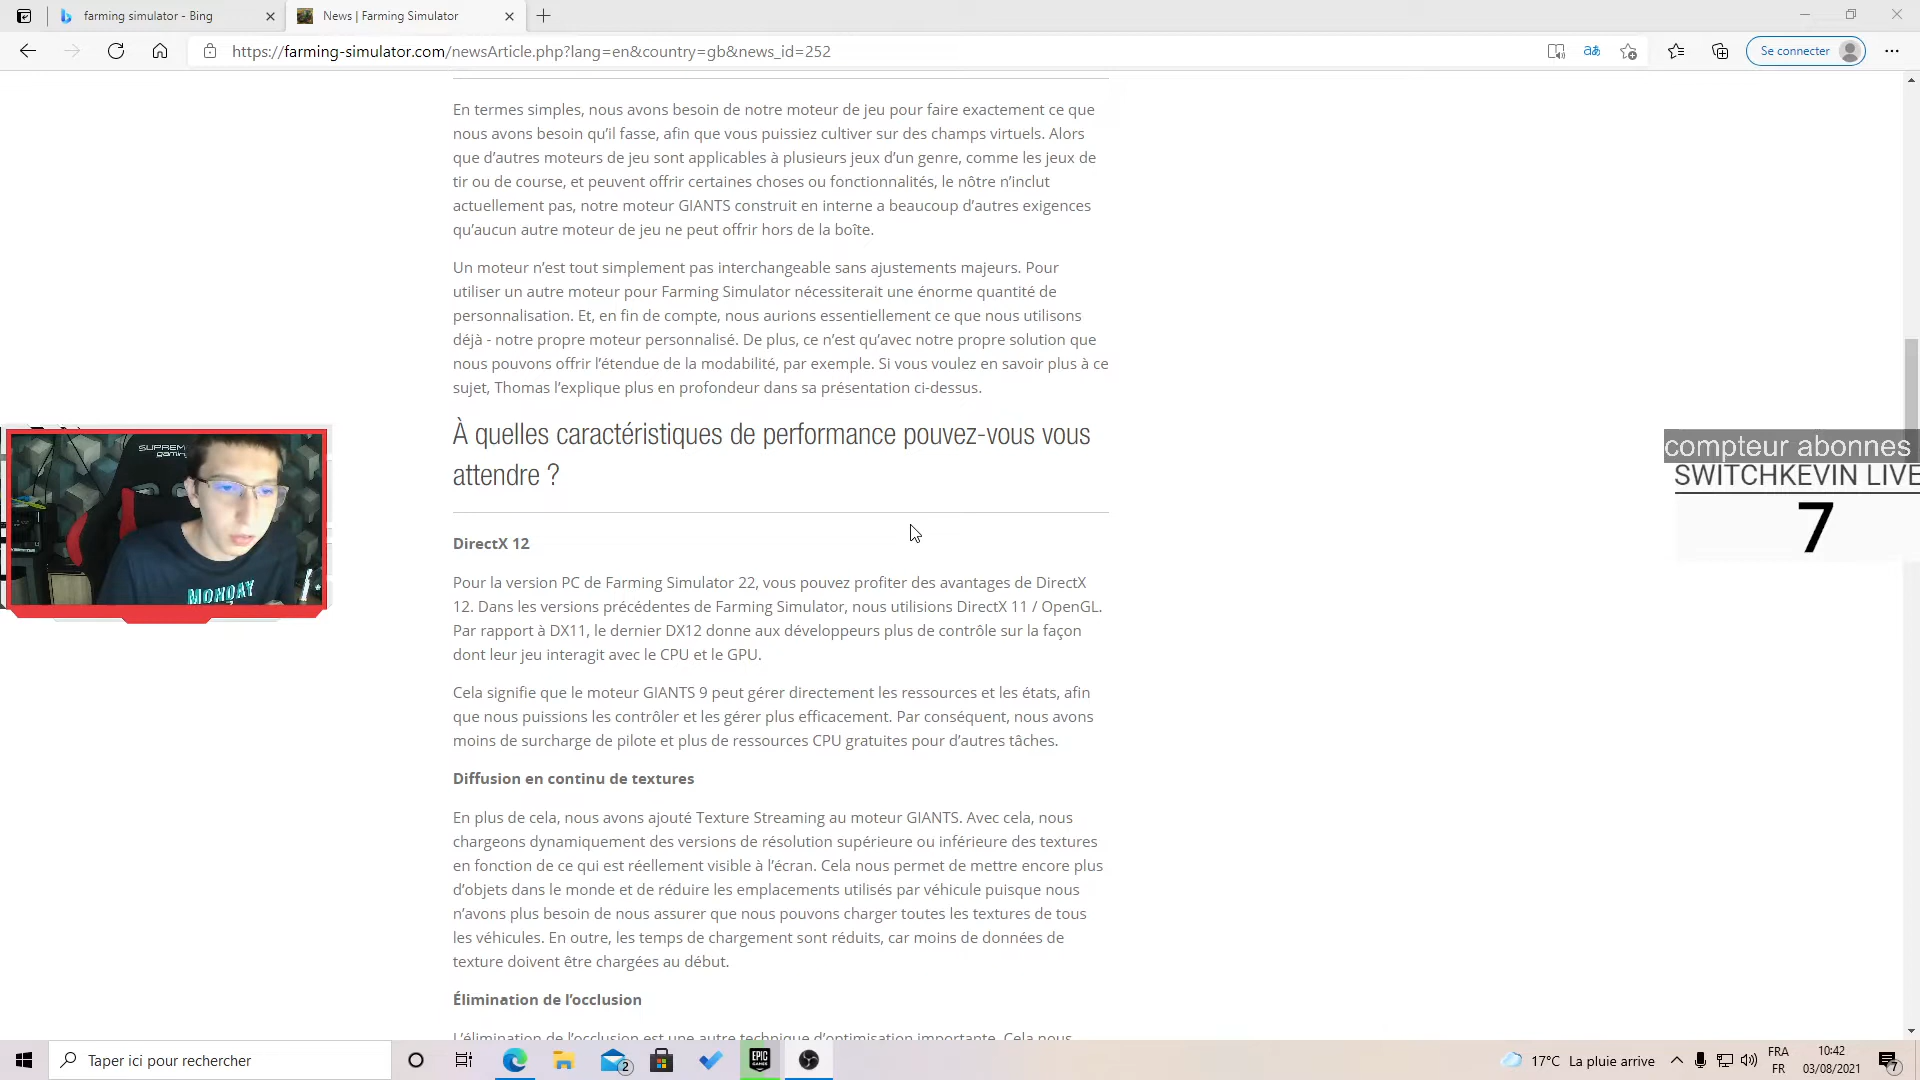 farming simulator - Bing
News | Farming Simulator
https://farming-simulator.com/newsArticle.php?lang=en&country=gb&news_id=252
Se connecter
En termes simples, nous avons besoin de notre moteur de jeu pour faire exactement ce que
nous avons besoin qu’il fasse, afin que vous puissiez cultiver sur des champs virtuels. Alors
que d’autres moteurs de jeu sont applicables à plusieurs jeux d’un genre, comme les jeux de
tir ou de course, et peuvent offrir certaines choses ou fonctionnalités, le nôtre n’inclut
actuellement pas, notre moteur GIANTS construit en interne a beaucoup d’autres exigences
qu’aucun autre moteur de jeu ne peut offrir hors de la boîte.
Un moteur n’est tout simplement pas interchangeable sans ajustements majeurs. Pour
utiliser un autre moteur pour Farming Simulator nécessiterait une énorme quantité de
personnalisation. Et, en fin de compte, nous aurions essentiellement ce que nous utilisons
déjà - notre propre moteur personnalisé. De plus, ce n’est qu’avec notre propre solution que
nous pouvons offrir l’étendue de la modabilité, par exemple. Si vous voulez en savoir plus à ce
sujet, Thomas l’explique plus en profondeur dans sa présentation ci-dessus.
À quelles caractéristiques de performance pouvez-vous vous
attendre ?
SUPREM
gaming
MONDAY
compteur abonnes
SWITCHKEVIN LIVE
7
DirectX 12
Pour la version PC de Farming Simulator 22, vous pouvez profiter des avantages de DirectX
12. Dans les versions précédentes de Farming Simulator, nous utilisions DirectX 11 / OpenGL.
Par rapport à DX11, le dernier DX12 donne aux développeurs plus de contrôle sur la façon
dont leur jeu interagit avec le CPU et le GPU.
Cela signifie que le moteur GIANTS 9 peut gérer directement les ressources et les états, afin
que nous puissions les contrôler et les gérer plus efficacement. Par conséquent, nous avons
moins de surcharge de pilote et plus de ressources CPU gratuites pour d’autres tâches.
Diffusion en continu de textures
En plus de cela, nous avons ajouté Texture Streaming au moteur GIANTS. Avec cela, nous
chargeons dynamiquement des versions de résolution supérieure ou inférieure des textures
en fonction de ce qui est réellement visible à l’écran. Cela nous permet de mettre encore plus
d’objets dans le monde et de réduire les emplacements utilisés par véhicule puisque nous
n’avons plus besoin de nous assurer que nous pouvons charger toutes les textures de tous
les véhicules. En outre, les temps de chargement sont réduits, car moins de données de
texture doivent être chargées au début.
Élimination de l’occlusion
L’élimination de l’occlusion est une autre technique d’optimisation importante. Cela nous
Taper ici pour rechercher
2
EPIC
GAMES
17°C La pluie arrive
FRA
FR
10:42
03/08/2021
7